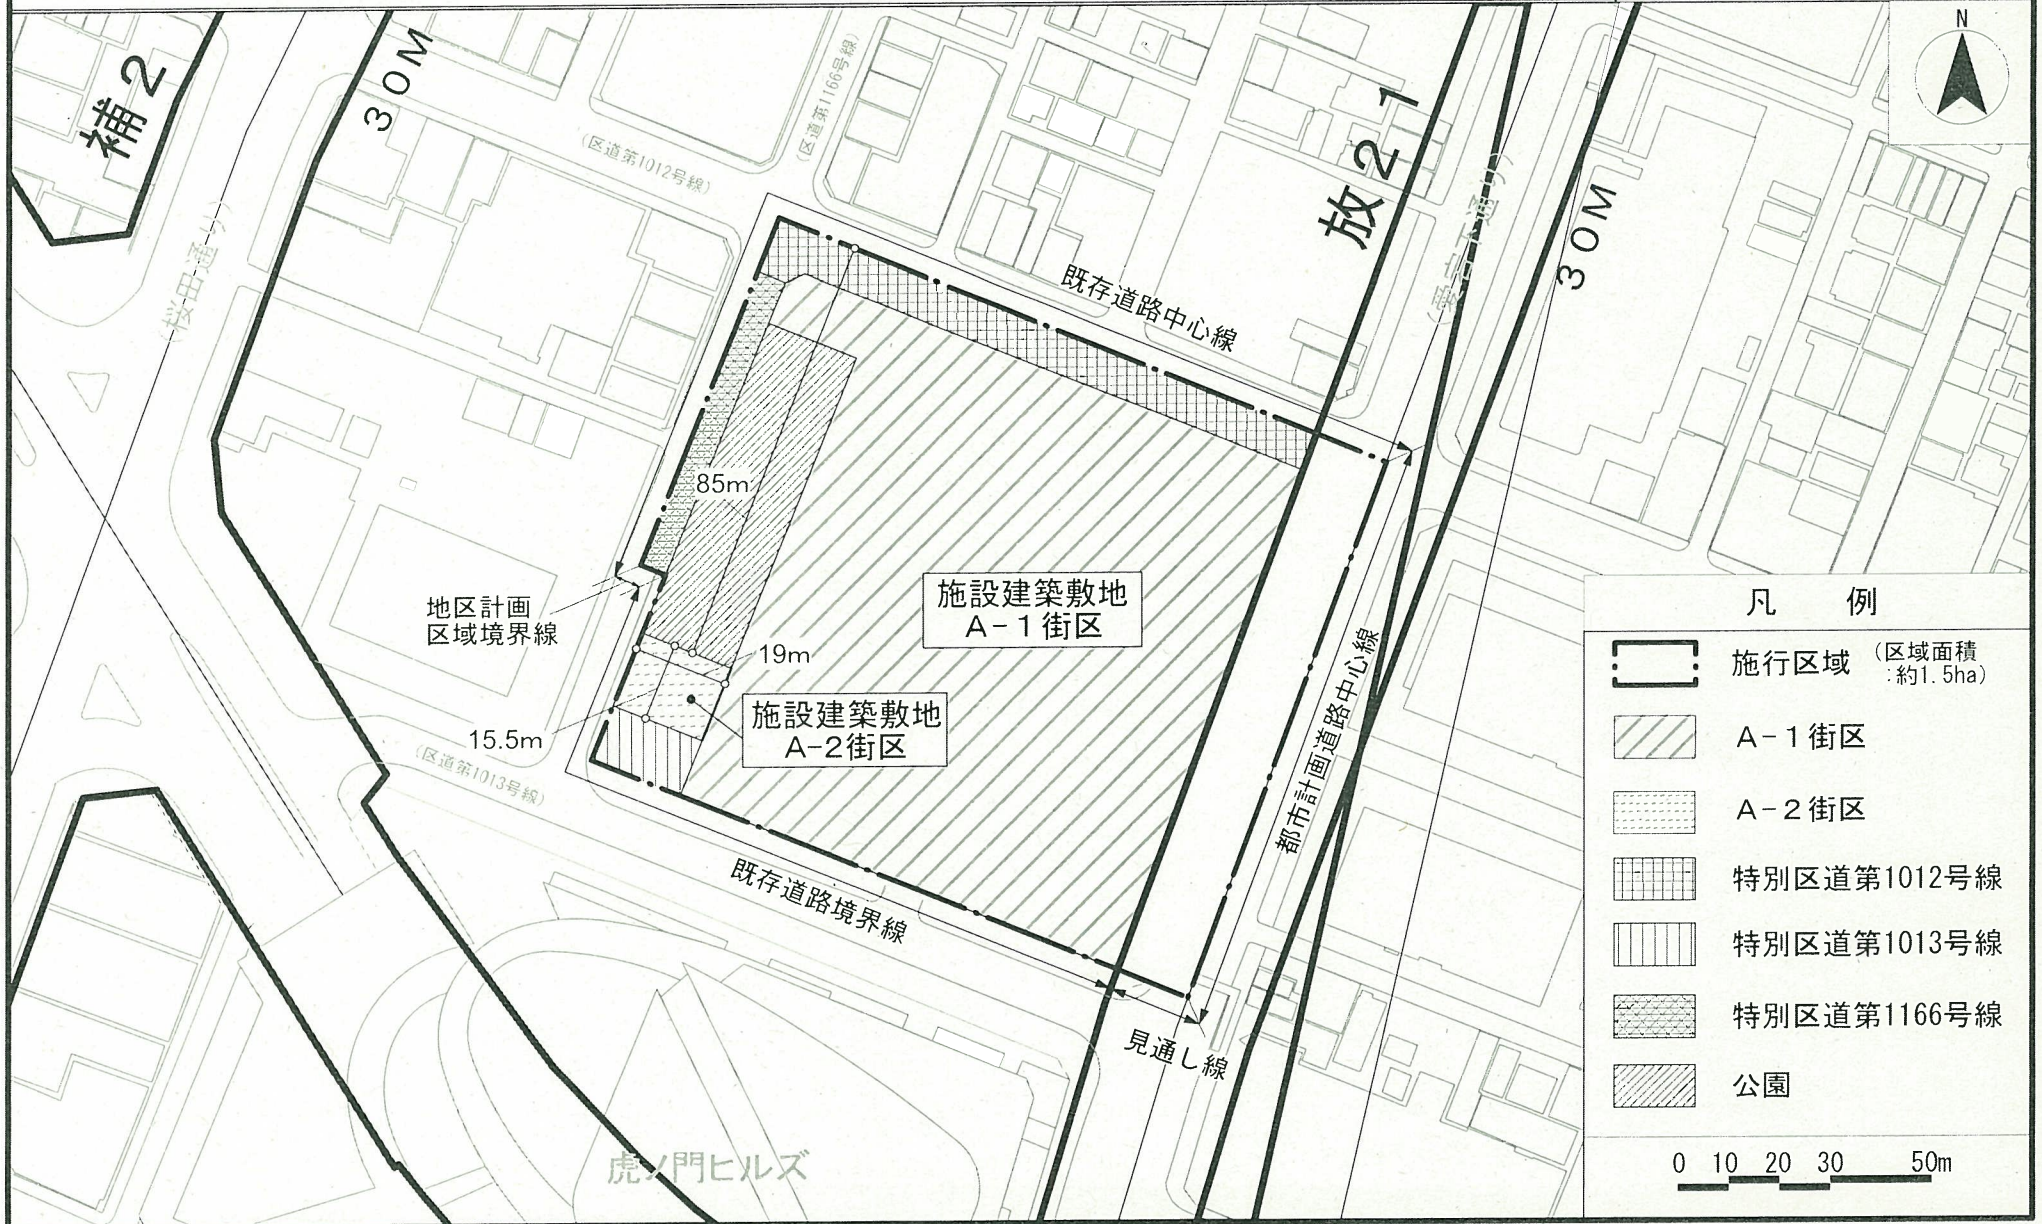 N
補2
30M
(区道第1012号線)
(区道第1166号線)
放21
(愛宕下通り)
30M
(桜田通り)
既存道路中心線
85m
地区計画
区域境界線
施設建築敷地
A-1街区
19m
施設建築敷地
A-2街区
15.5m
(区道第1013号線)
都市計画道路中心線
既存道路境界線
見通し線
虎ノ門ヒルズ
凡 例
施行区域 (区域面積
:約1.5ha)
A-1街区
A-2街区
特別区道第1012号線
特別区道第1013号線
特別区道第1166号線
公園
0 10 20 30 50m